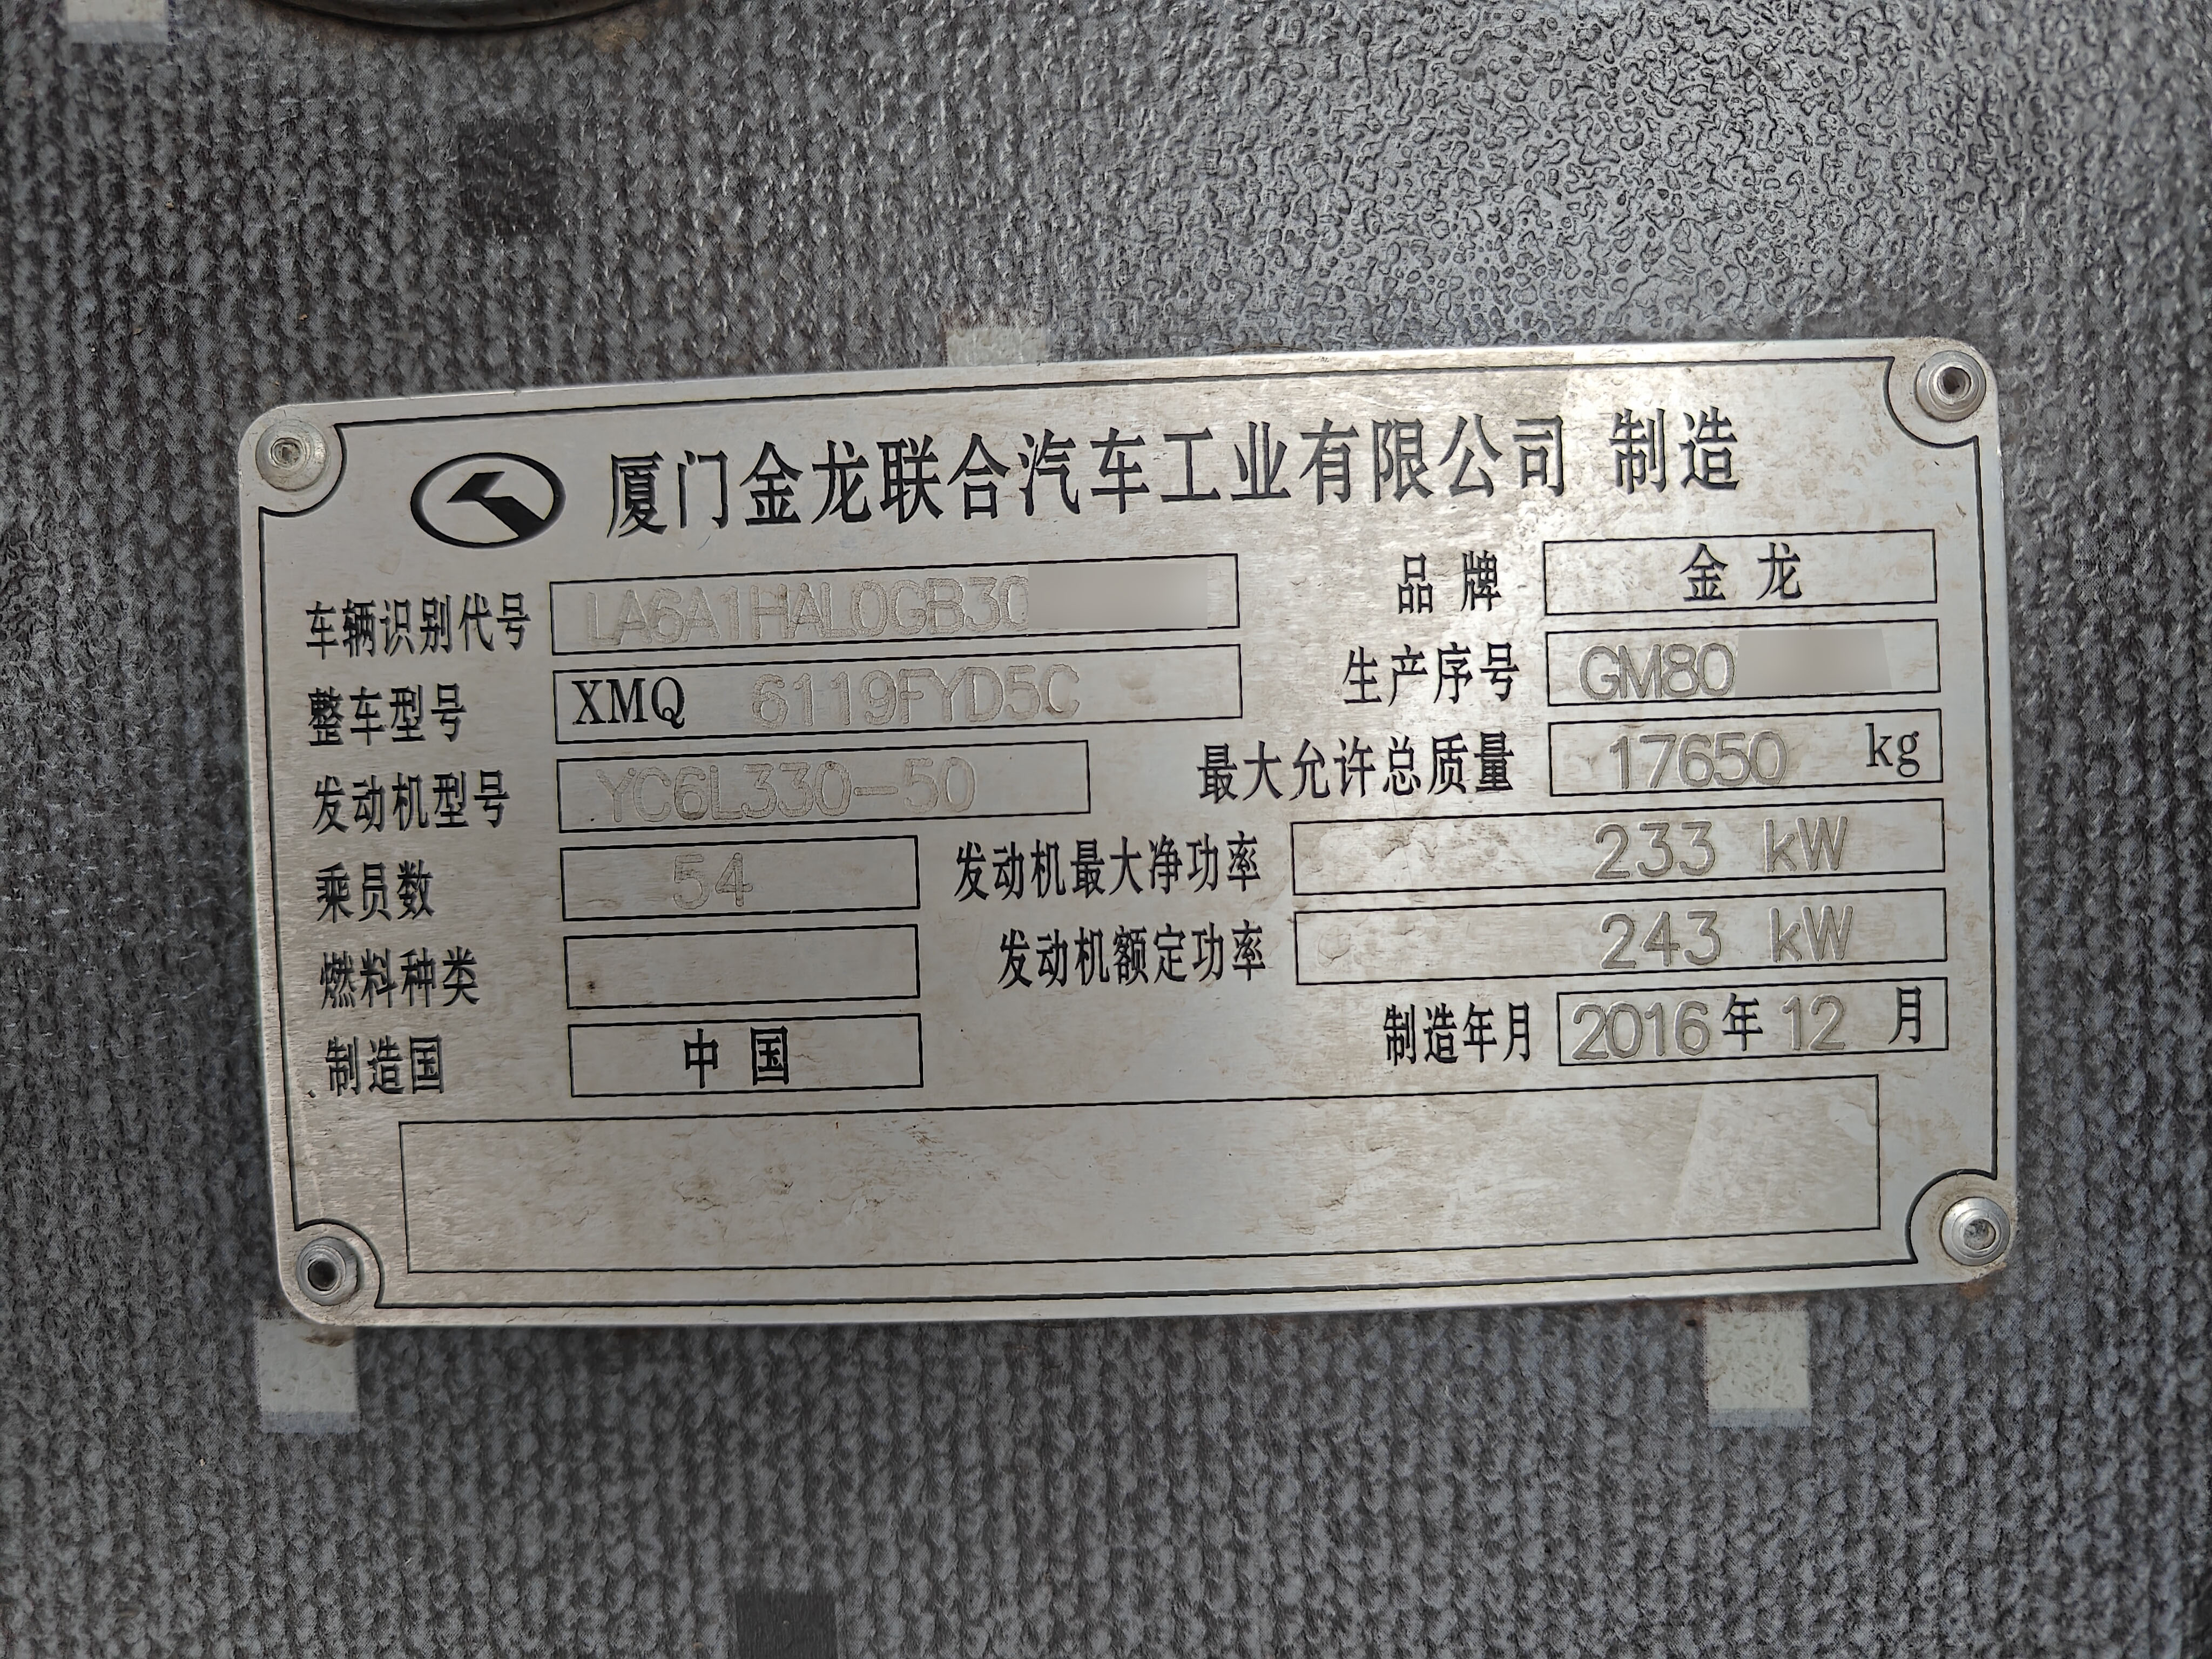 厦门金龙联合汽车工业有限公司 制造
车辆识别代号 LA6A1HAL0GB30 品牌 金龙
整车型号 XMQ 6119FYD5C 生产序号 GM80
发动机型号 YC6L330-50 最大允许总质量 17650 kg
乘员数 54 发动机最大净功率 233 kW
燃料种类 发动机额定功率 243 kW
制造国 中国 制造年月 2016年12月